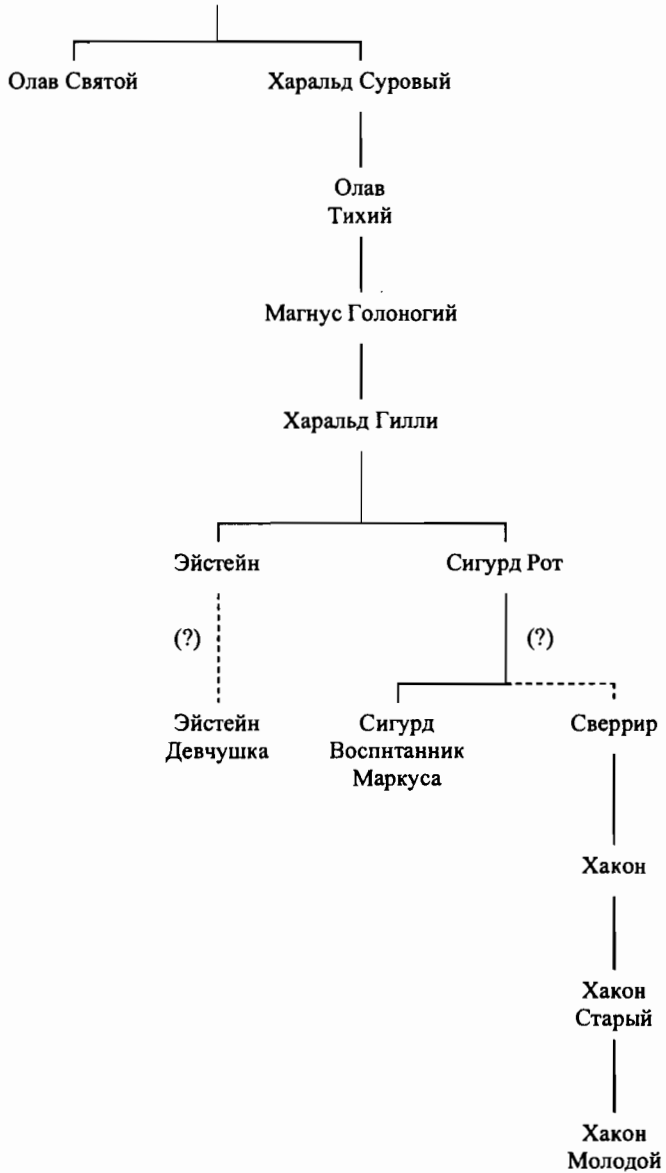 Олав Святой
Харальд Суровый
Олав
Тихий
Магнус Голоногий
Харальд Гилли
Эйстейн
Сигурд Рот
(?)
(?)
Эйстейн
Девчушка
Сигурд
Воспнтанник
Маркуса
Сверрир
Хакон
Хакон
Старый
Хакон
Молодой